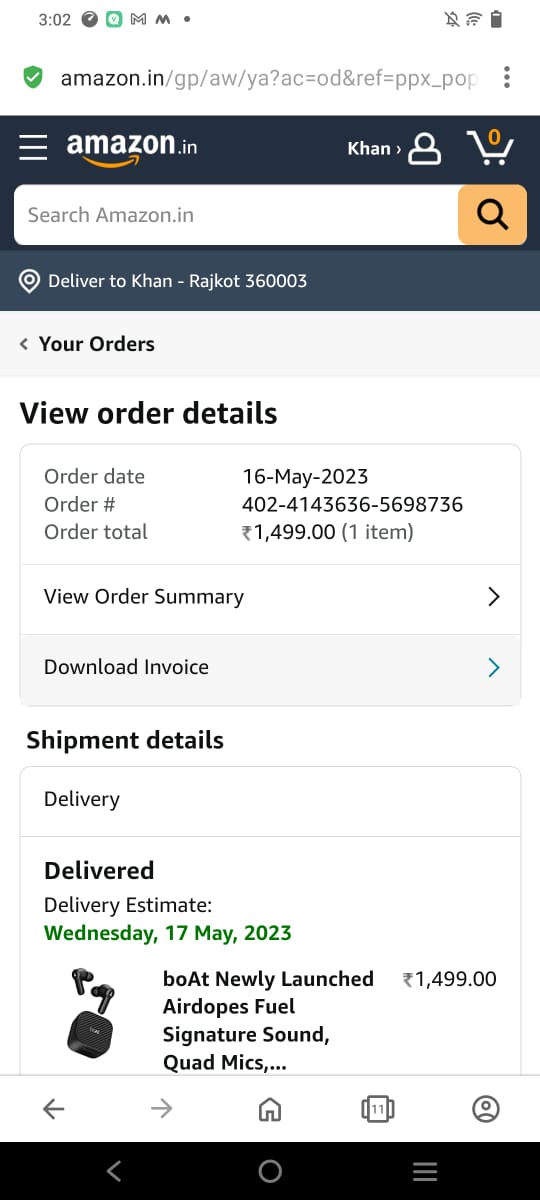 3:02
amazon.in/gp/aw/ya?ac=od&ref=ppx_pop
amazon.in
Khan ›
0
Search Amazon.in
Deliver to Khan - Rajkot 360003
‹ Your Orders
View order details
Order date 16-May-2023
Order # 402-4143636-5698736
Order total ₹1,499.00 (1 item)
View Order Summary
Download Invoice
Shipment details
Delivery
Delivered
Delivery Estimate:
Wednesday, 17 May, 2023
boAt Newly Launched ₹1,499.00
Airdopes Fuel
Signature Sound,
Quad Mics,...
11